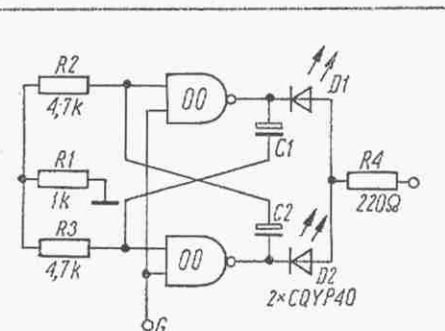 R2
4,7k
00
D1
C1
R1
1k
R4
220Ω
C2
R3
4,7k
00
D2
2×CQYP40
G